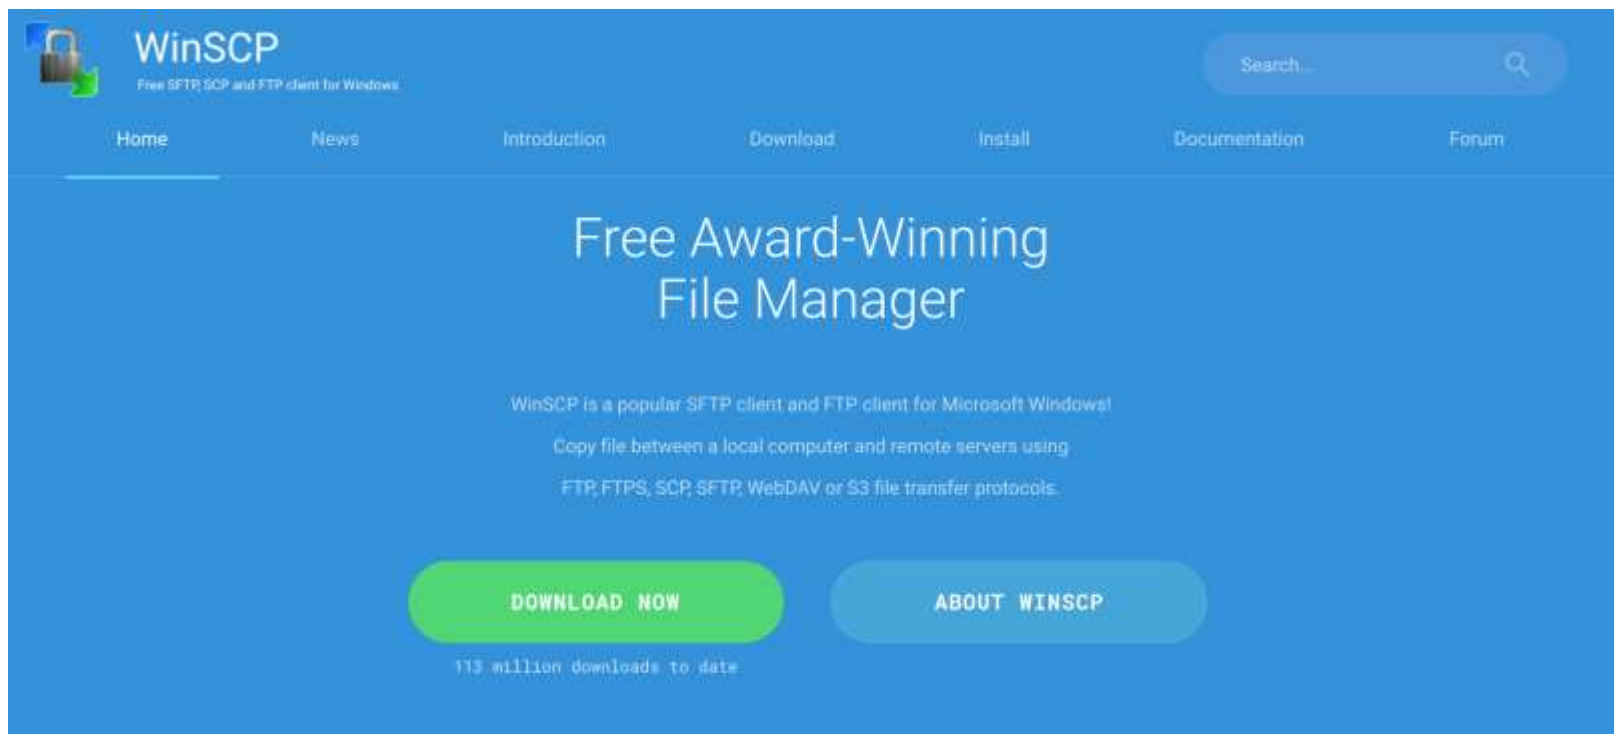 WinSCP
Free SFTP, SCP and FTP client for Windows
Search...
Home News Introduction Download Install Documentation Forum
Free Award-Winning
File Manager
WinSCP is a popular SFTP client and FTP client for Microsoft Windows!
Copy file between a local computer and remote servers using
FTP, FTPS, SCP, SFTP, WebDAV or S3 file transfer protocols.
DOWNLOAD NOW ABOUT WINSCP
113 million downloads to date